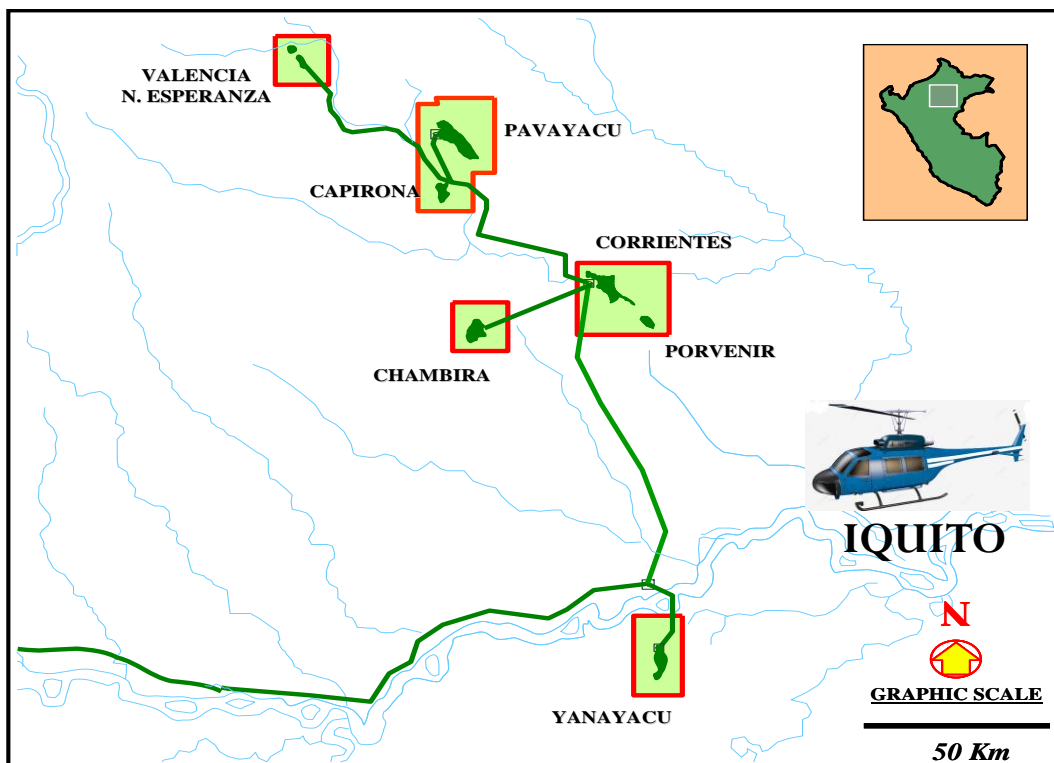 VALENCIA
N. ESPERANZA
PAVAYACU
CAPIRONA
CORRIENTES
PORVENIR
CHAMBIRA
IQUITO
N
GRAPHIC SCALE
YANAYACU
50 Km